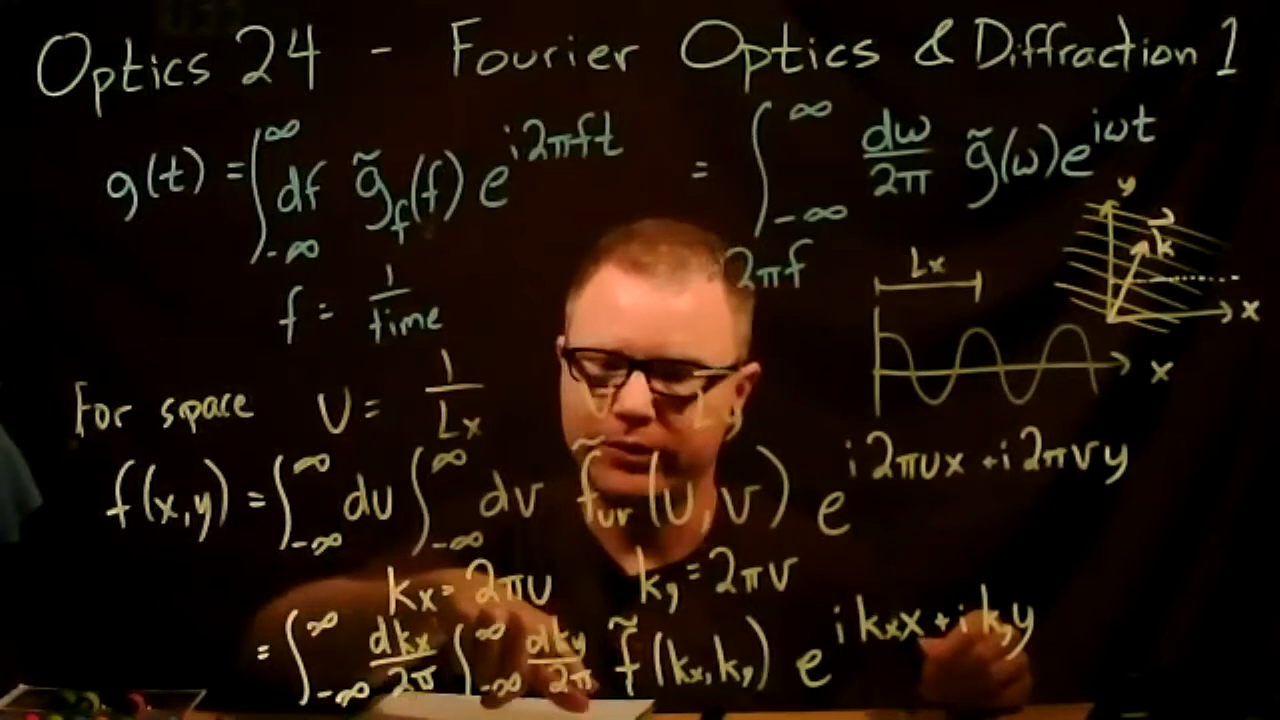 Optics 24 - Fourier Optics & Diffraction 1
g(t) = ∫_{-∞}^{∞} df g̃_f(f) e^{i2πft} = ∫_{-∞}^{∞} dω/2π g̃(ω) e^{iωt}
2πf
f = 1/time
y
k⃗
x
Lx
x
For space U = 1/Lx V
f(x,y) = ∫_{-∞}^{∞} du ∫_{-∞}^{∞} dv f̃_{uv}(u,v) e^{i2πux + i2πvy}
kx = 2πu ky = 2πv
= ∫_{-∞}^{∞} dkx/2π ∫_{-∞}^{∞} dky/2π f̃(kx,ky) e^{ikxx + ikyy}